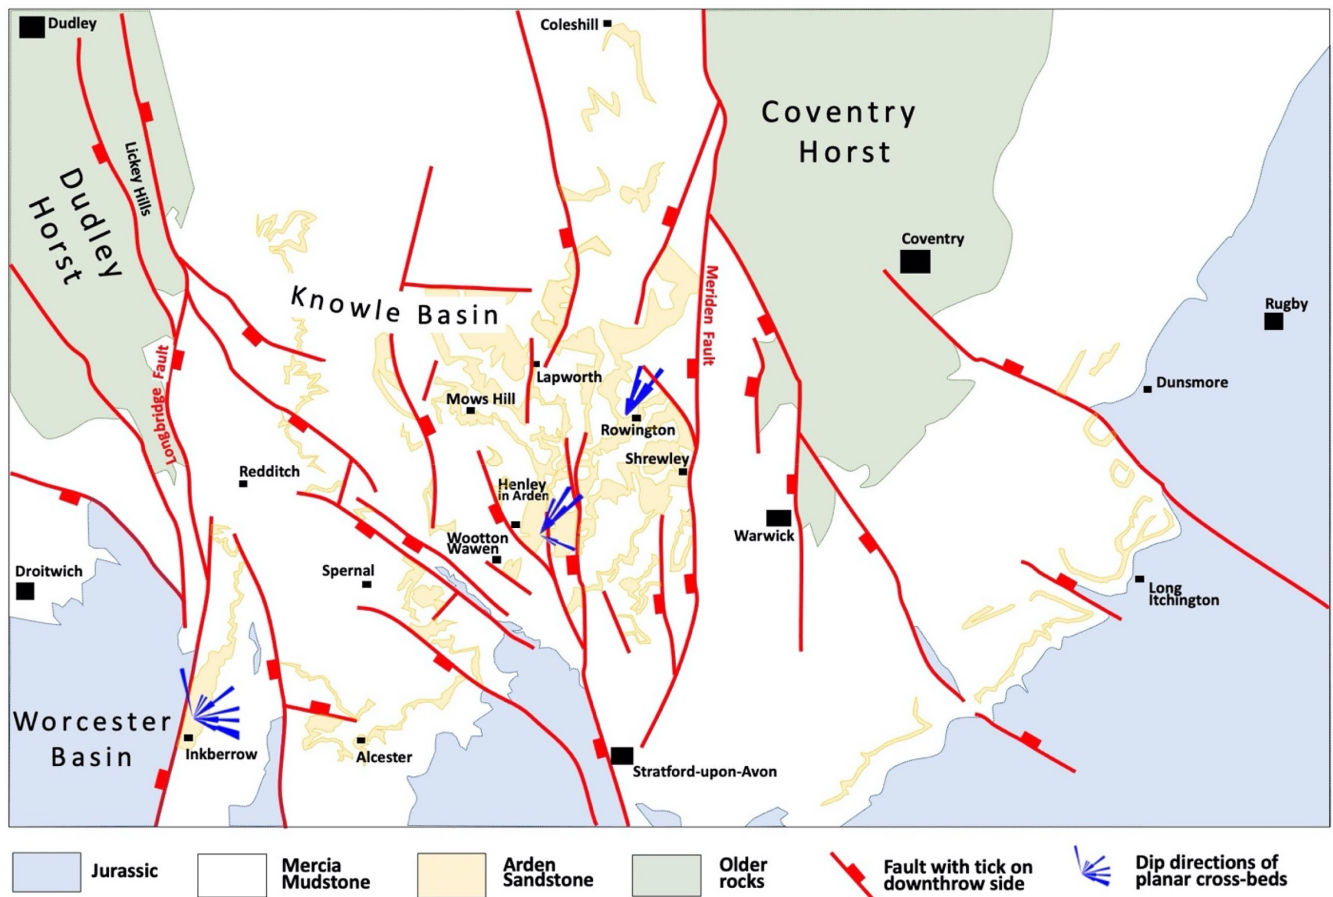 Dudley
Coleshill
Coventry
Horst
Lickey Hills
Dudley
Horst
Coventry
Meriden Fault
Rugby
Knowle Basin
Lapworth
Dunsmore
Mows Hill
Longbridge Fault
Rowington
Shrewley
Redditch
Henley
in Arden
Warwick
Wootton
Wawen
Droitwich
Spernal
Long
Itchington
Worcester
Basin
Inkberrow
Alcester
Stratford-upon-Avon
Jurassic
Mercia
Mudstone
Arden
Sandstone
Older
rocks
Fault with tick on
downthrow side
Dip directions of
planar cross-beds